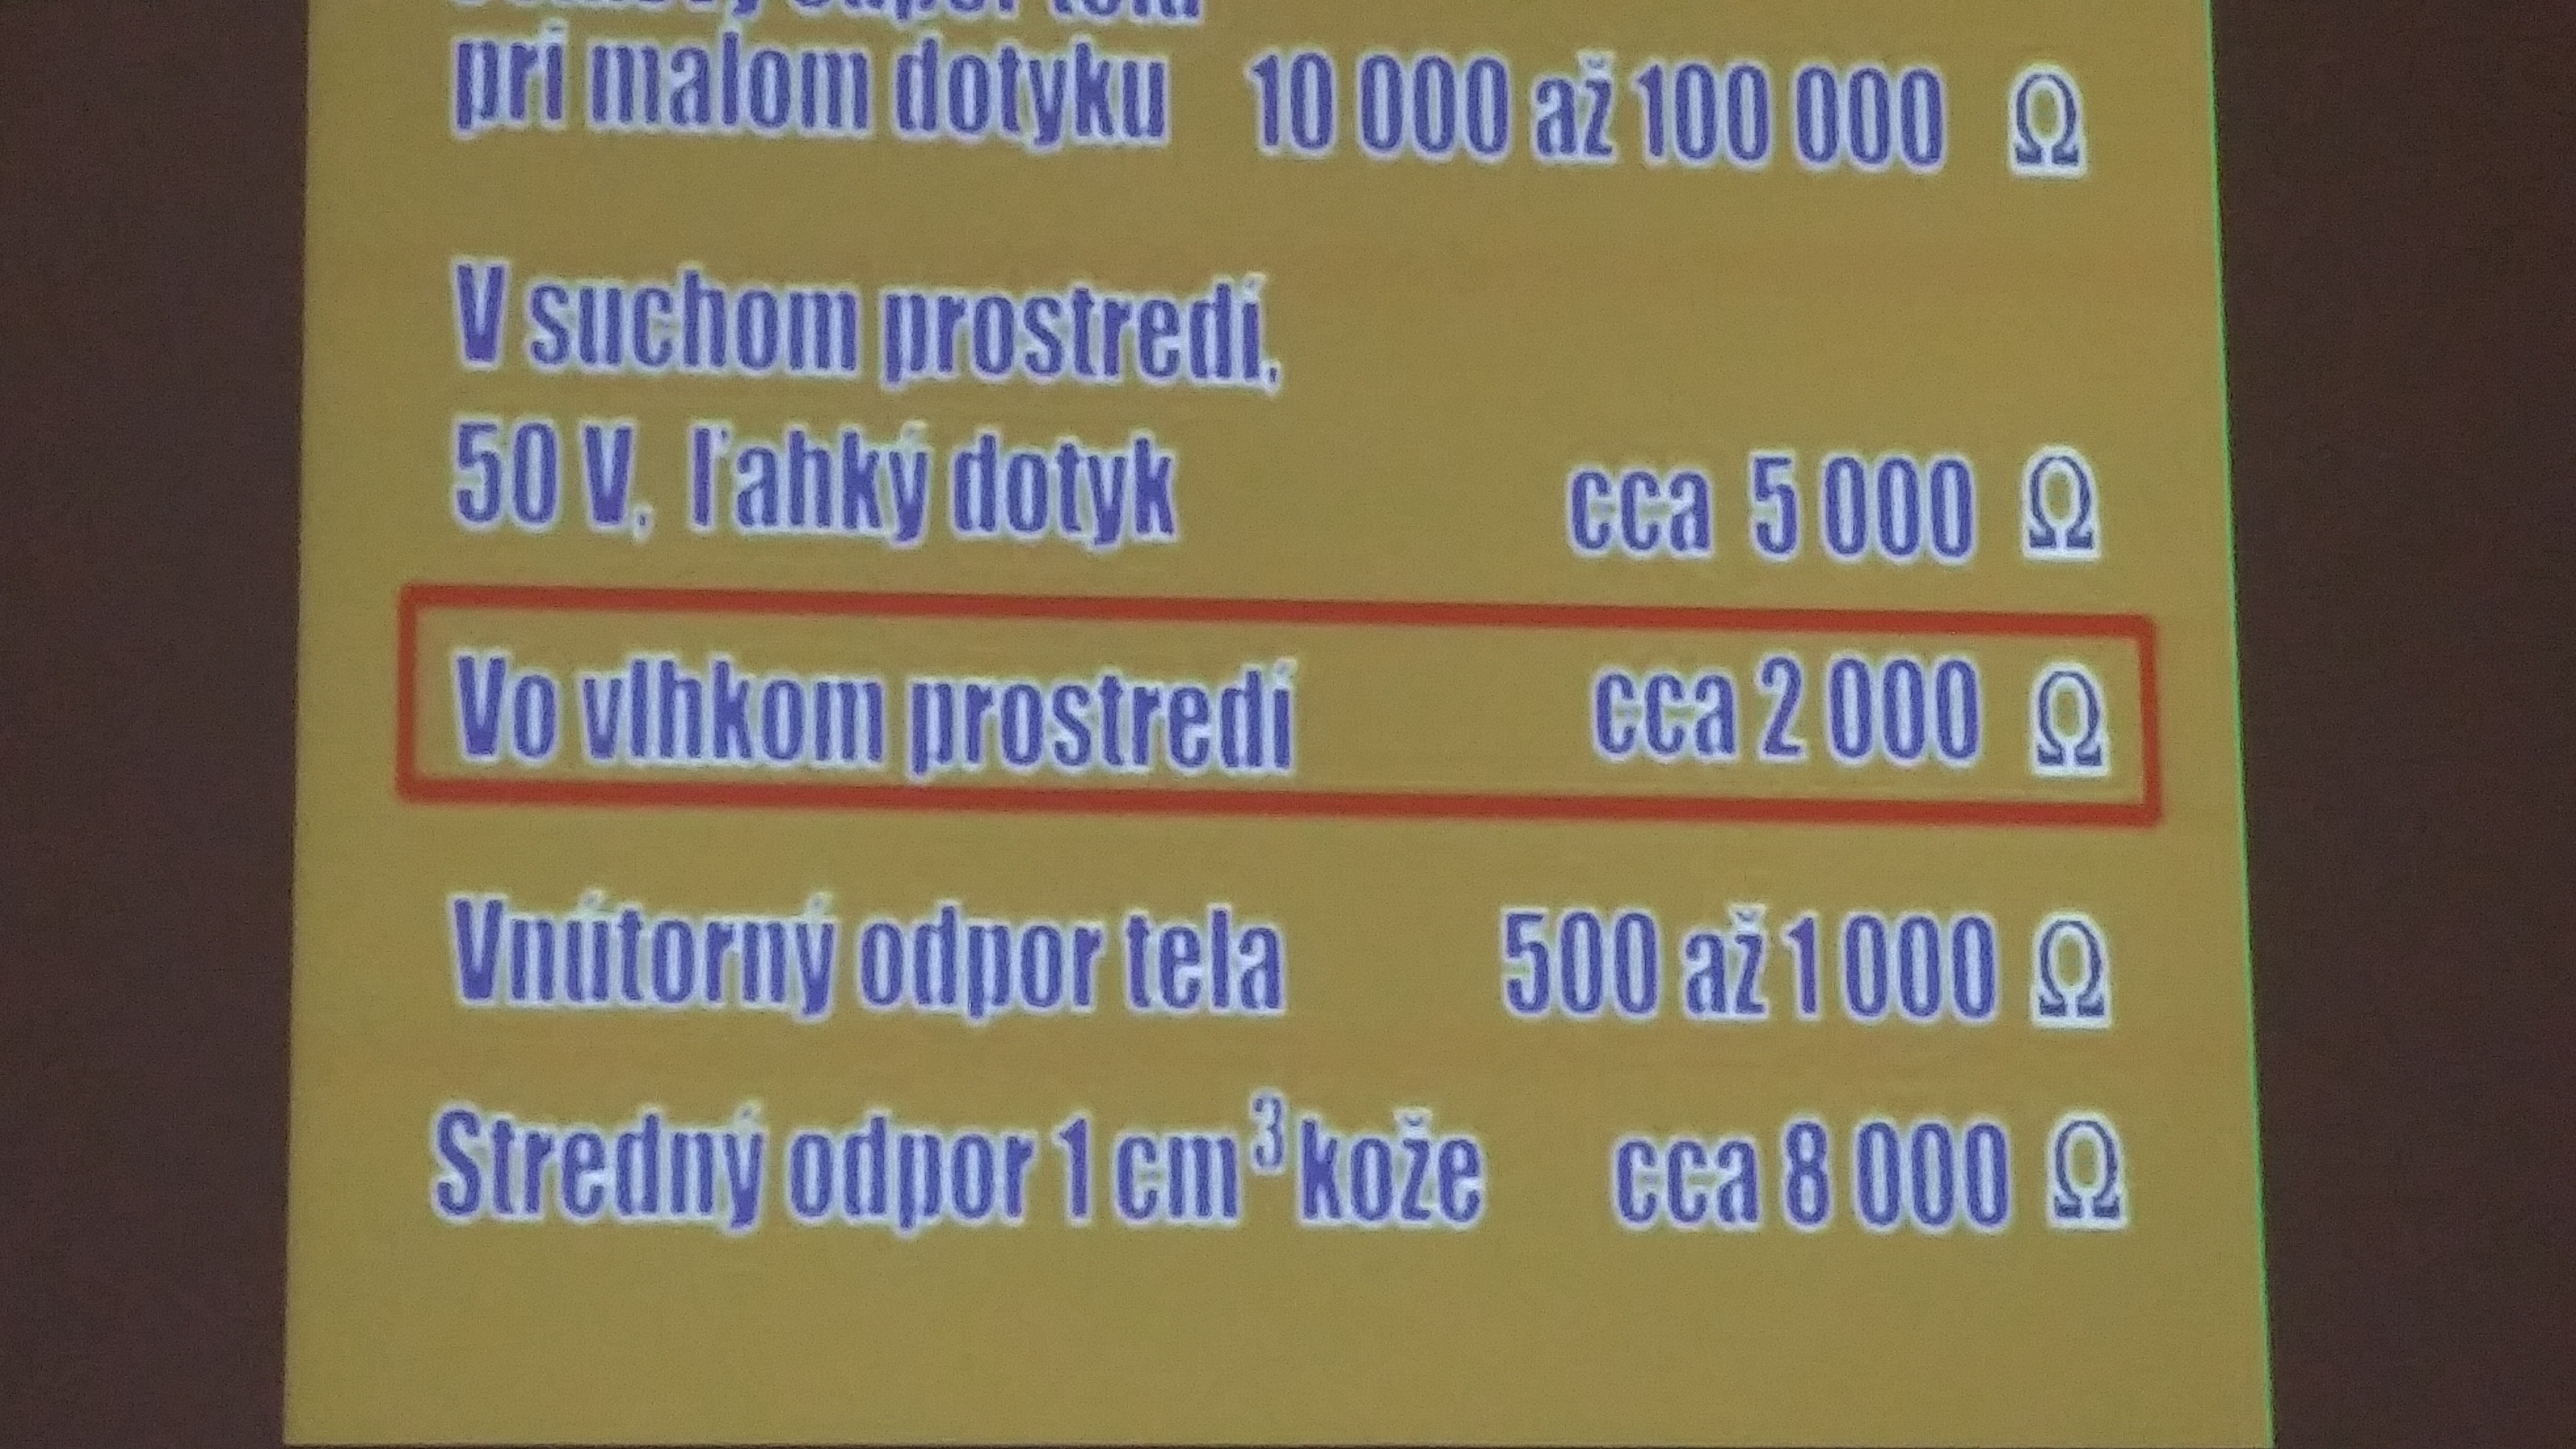 pri malom dotyku 10 000 až 100 000 Ω
V suchom prostredí,
50 V, ľahký dotyk cca 5 000 Ω
Vo vlhkom prostredí cca 2 000 Ω
Vnútorný odpor tela 500 až 1 000 Ω
Stredný odpor 1 cm³ kože cca 8 000 Ω